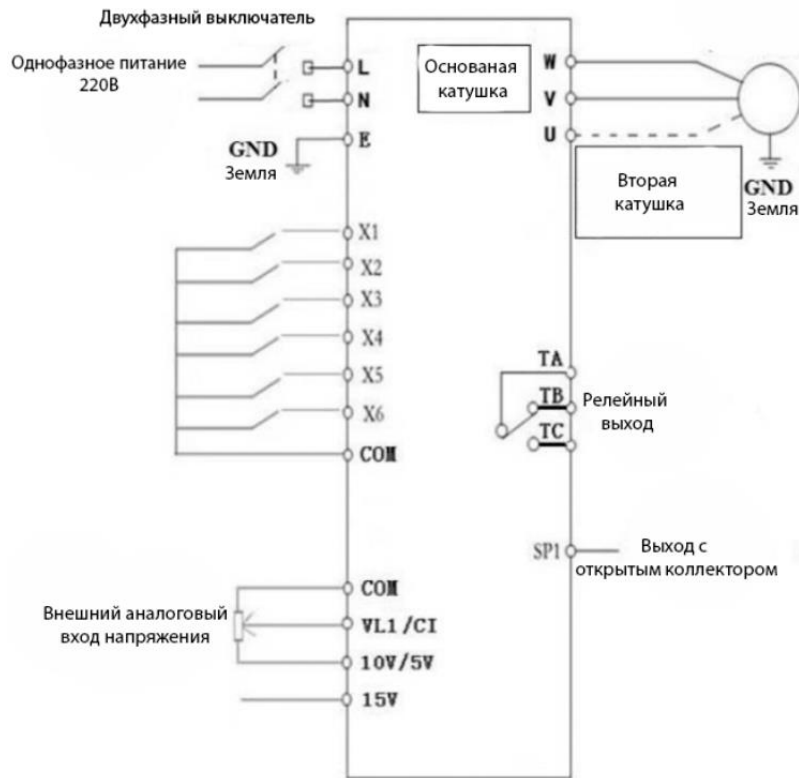 Двухфазный выключатель
Однофазное питание
220В
L
N
E
GND
Земля
Основаная
катушка
W
V
U
Вторая
катушка
GND
Земля
X1
X2
X3
X4
X5
X6
COM
TA
TB
TC
Релейный
выход
SP1
Выход с
открытым коллектором
Внешний аналоговый
вход напряжения
COM
VL1/CI
10V/5V
15V